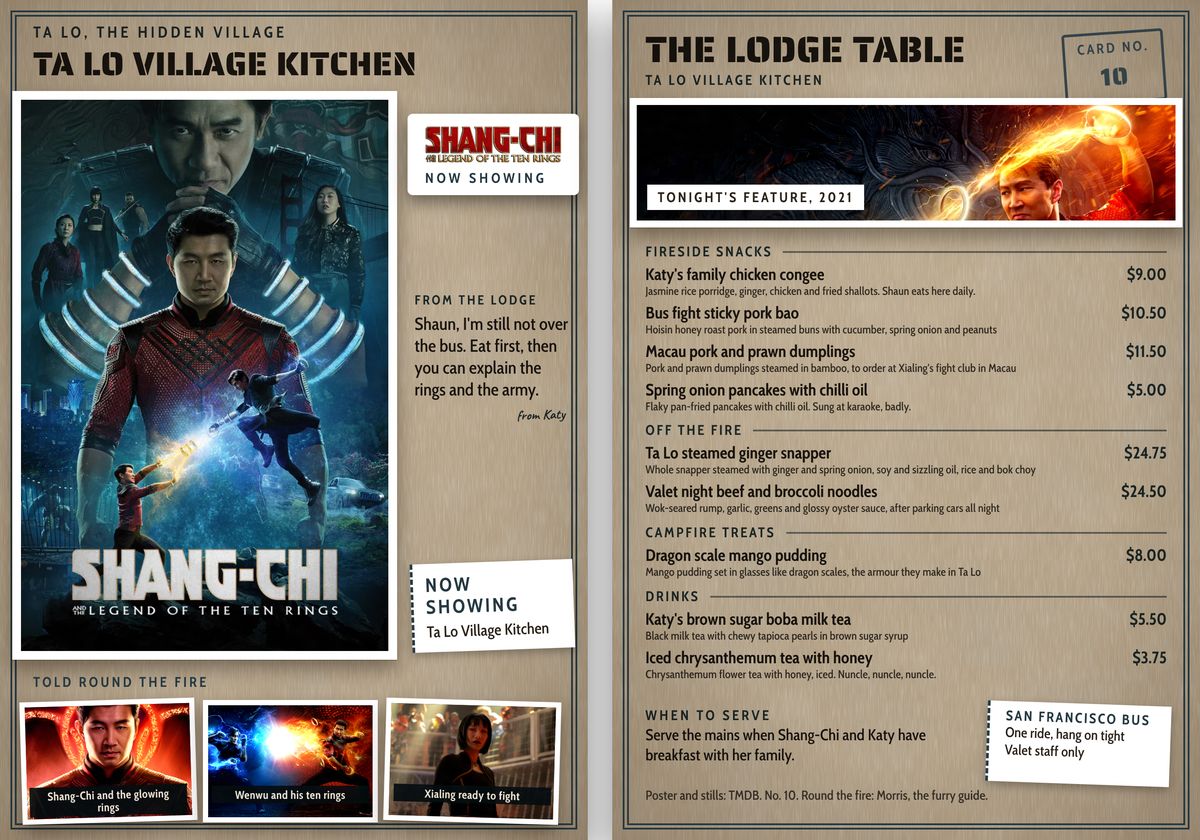 TA LO, THE HIDDEN VILLAGE
TA LO VILLAGE KITCHEN
SHANG-CHI
AND THE LEGEND OF THE TEN RINGS
NOW SHOWING
FROM THE LODGE
Shaun, I'm still not over
the bus. Eat first, then
you can explain the
rings and the army.
from Katy
SHANG-CHI
AND THE LEGEND OF THE TEN RINGS
NOW
SHOWING
Ta Lo Village Kitchen
TOLD ROUND THE FIRE
Shang-Chi and the glowing
rings
Wenwu and his ten rings
Xialing ready to fight
THE LODGE TABLE
TA LO VILLAGE KITCHEN
CARD NO.
10
TONIGHT'S FEATURE, 2021
FIRESIDE SNACKS
Katy's family chicken congee $9.00
Jasmine rice porridge, ginger, chicken and fried shallots. Shaun eats here daily.
Bus fight sticky pork bao $10.50
Hoisin honey roast pork in steamed buns with cucumber, spring onion and peanuts
Macau pork and prawn dumplings $11.50
Pork and prawn dumplings steamed in bamboo, to order at Xialing's fight club in Macau
Spring onion pancakes with chilli oil $5.00
Flaky pan-fried pancakes with chilli oil. Sung at karaoke, badly.
OFF THE FIRE
Ta Lo steamed ginger snapper $24.75
Whole snapper steamed with ginger and spring onion, soy and sizzling oil, rice and bok choy
Valet night beef and broccoli noodles $24.50
Wok-seared rump, garlic, greens and glossy oyster sauce, after parking cars all night
CAMPFIRE TREATS
Dragon scale mango pudding $8.00
Mango pudding set in glasses like dragon scales, the armour they make in Ta Lo
DRINKS
Katy's brown sugar boba milk tea $5.50
Black milk tea with chewy tapioca pearls in brown sugar syrup
Iced chrysanthemum tea with honey $3.75
Chrysanthemum flower tea with honey, iced. Nuncle, nuncle, nuncle.
WHEN TO SERVE
Serve the mains when Shang-Chi and Katy have
breakfast with her family.
SAN FRANCISCO BUS
One ride, hang on tight
Valet staff only
Poster and stills: TMDB. No. 10. Round the fire: Morris, the furry guide.